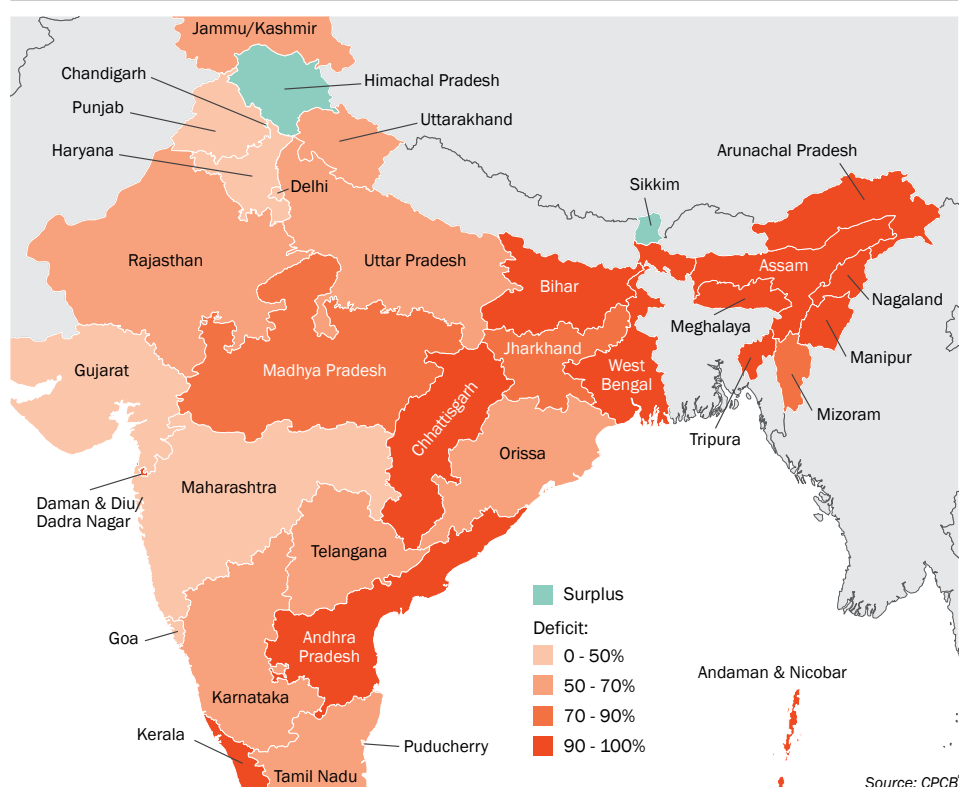 Jammu/Kashmir
Chandigarh
Himachal Pradesh
Punjab
Uttarakhand
Haryana
Arunachal Pradesh
Delhi
Sikkim
Rajasthan
Uttar Pradesh
Assam
Bihar
Nagaland
Meghalaya
Jharkhand
Manipur
Gujarat
Madhya Pradesh
West
Bengal
Chhattisgarh
Mizoram
Tripura
Orissa
Maharashtra
Daman & Diu/
Dadra Nagar
Telangana
Surplus
Deficit:
Goa
Andhra
Pradesh
0 - 50%
Andaman & Nicobar
50 - 70%
Karnataka
70 - 90%
Kerala
Puducherry
90 - 100%
Tamil Nadu
Source: CPCB